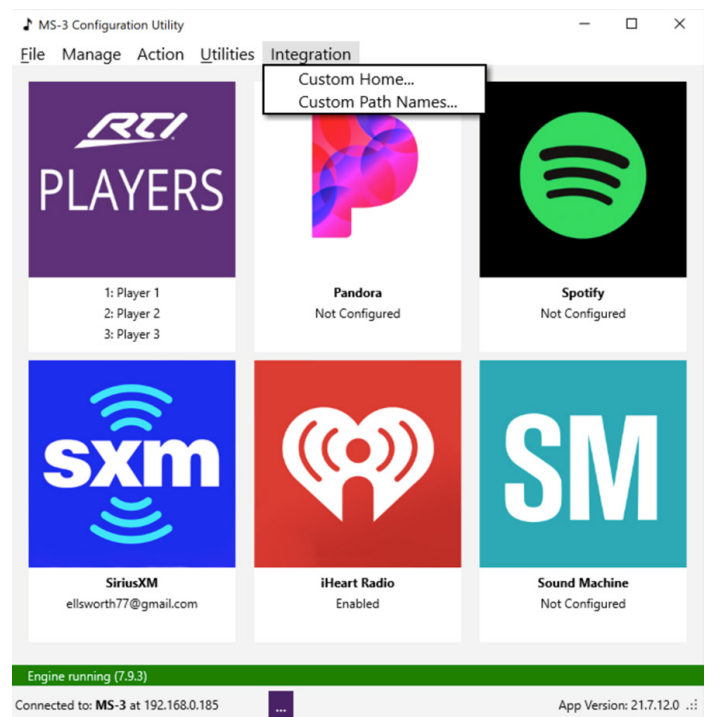 MS-3 Configuration Utility
File Manage Action Utilities Integration
Custom Home...
Custom Path Names...
RTI
PLAYERS
1: Player 1
2: Player 2
3: Player 3
Pandora
Not Configured
Spotify
Not Configured
sxm
SiriusXM
ellsworth77@gmail.com
iHeart Radio
Enabled
SM
Sound Machine
Not Configured
Engine running (7.9.3)
Connected to: MS-3 at 192.168.0.185
...
App Version: 21.7.12.0